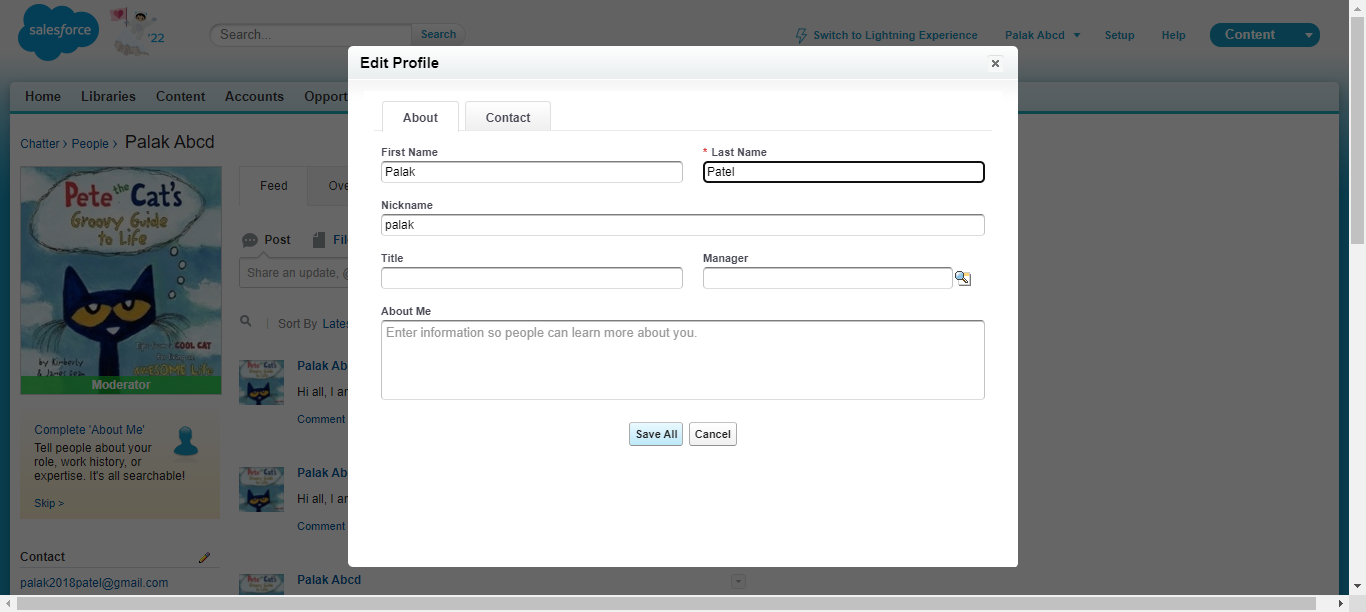 salesforce
'22
Search...
Search
Switch to Lightning Experience
Palak Abcd
Setup
Help
Content
Home
Libraries
Content
Accounts
Opport
Chatter › People › Palak Abcd
Edit Profile
About
Contact
First Name
* Last Name
Palak
Patel
Nickname
palak
Title
Manager
About Me
Enter information so people can learn more about you.
Save All
Cancel
Pete the Cat's
Groovy Guide
to Life
COOL CAT
AWESOME Life
by Kimberly
& James Dean
Moderator
Feed
Ove
Post
Fil
Share an update, @
Sort By Lates
Palak Ab
Hi all, I ar
Comment
Palak Ab
Hi all, I ar
Comment
Palak Abcd
Complete 'About Me'
Tell people about your
role, work history, or
expertise. It's all searchable!
Skip >
Contact
palak2018patel@gmail.com